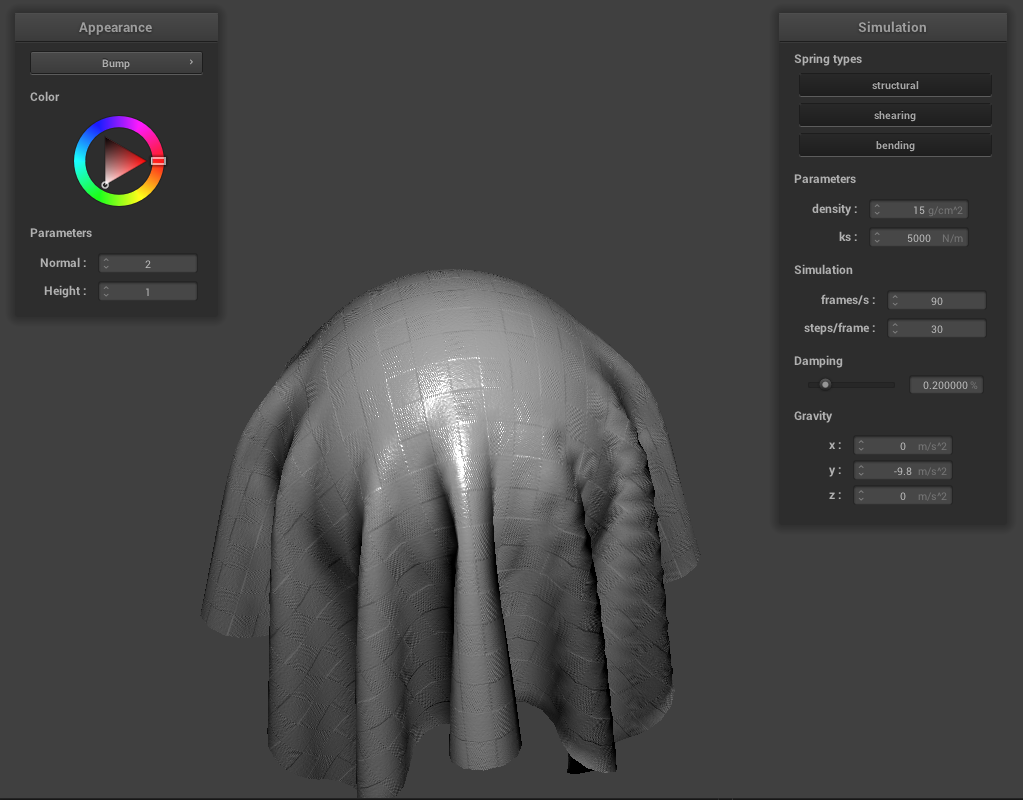 Appearance
Bump
Color
Parameters
Normal : 2
Height : 1
Simulation
Spring types
structural
shearing
bending
Parameters
density : 15 g/cm^2
ks : 5000 N/m
Simulation
frames/s : 90
steps/frame : 30
Damping
0.200000 %
Gravity
x : 0 m/s^2
y : -9.8 m/s^2
z : 0 m/s^2